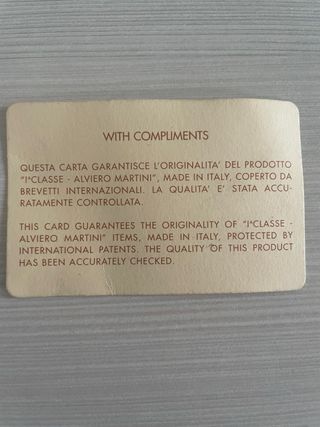 WITH COMPLIMENTS
QUESTA CARTA GARANTISCE L'ORIGINALITA' DEL PRODOTTO
"I°CLASSE - ALVIERO MARTINI", MADE IN ITALY, COPERTO DA
BREVETTI INTERNAZIONALI. LA QUALITA' E' STATA ACCU-
RATAMENTE CONTROLLATA.
THIS CARD GUARANTEES THE ORIGINALITY OF "I°CLASSE -
ALVIERO MARTINI" ITEMS, MADE IN ITALY, PROTECTED BY
INTERNATIONAL PATENTS. THE QUALITY OF THIS PRODUCT
HAS BEEN ACCURATELY CHECKED.